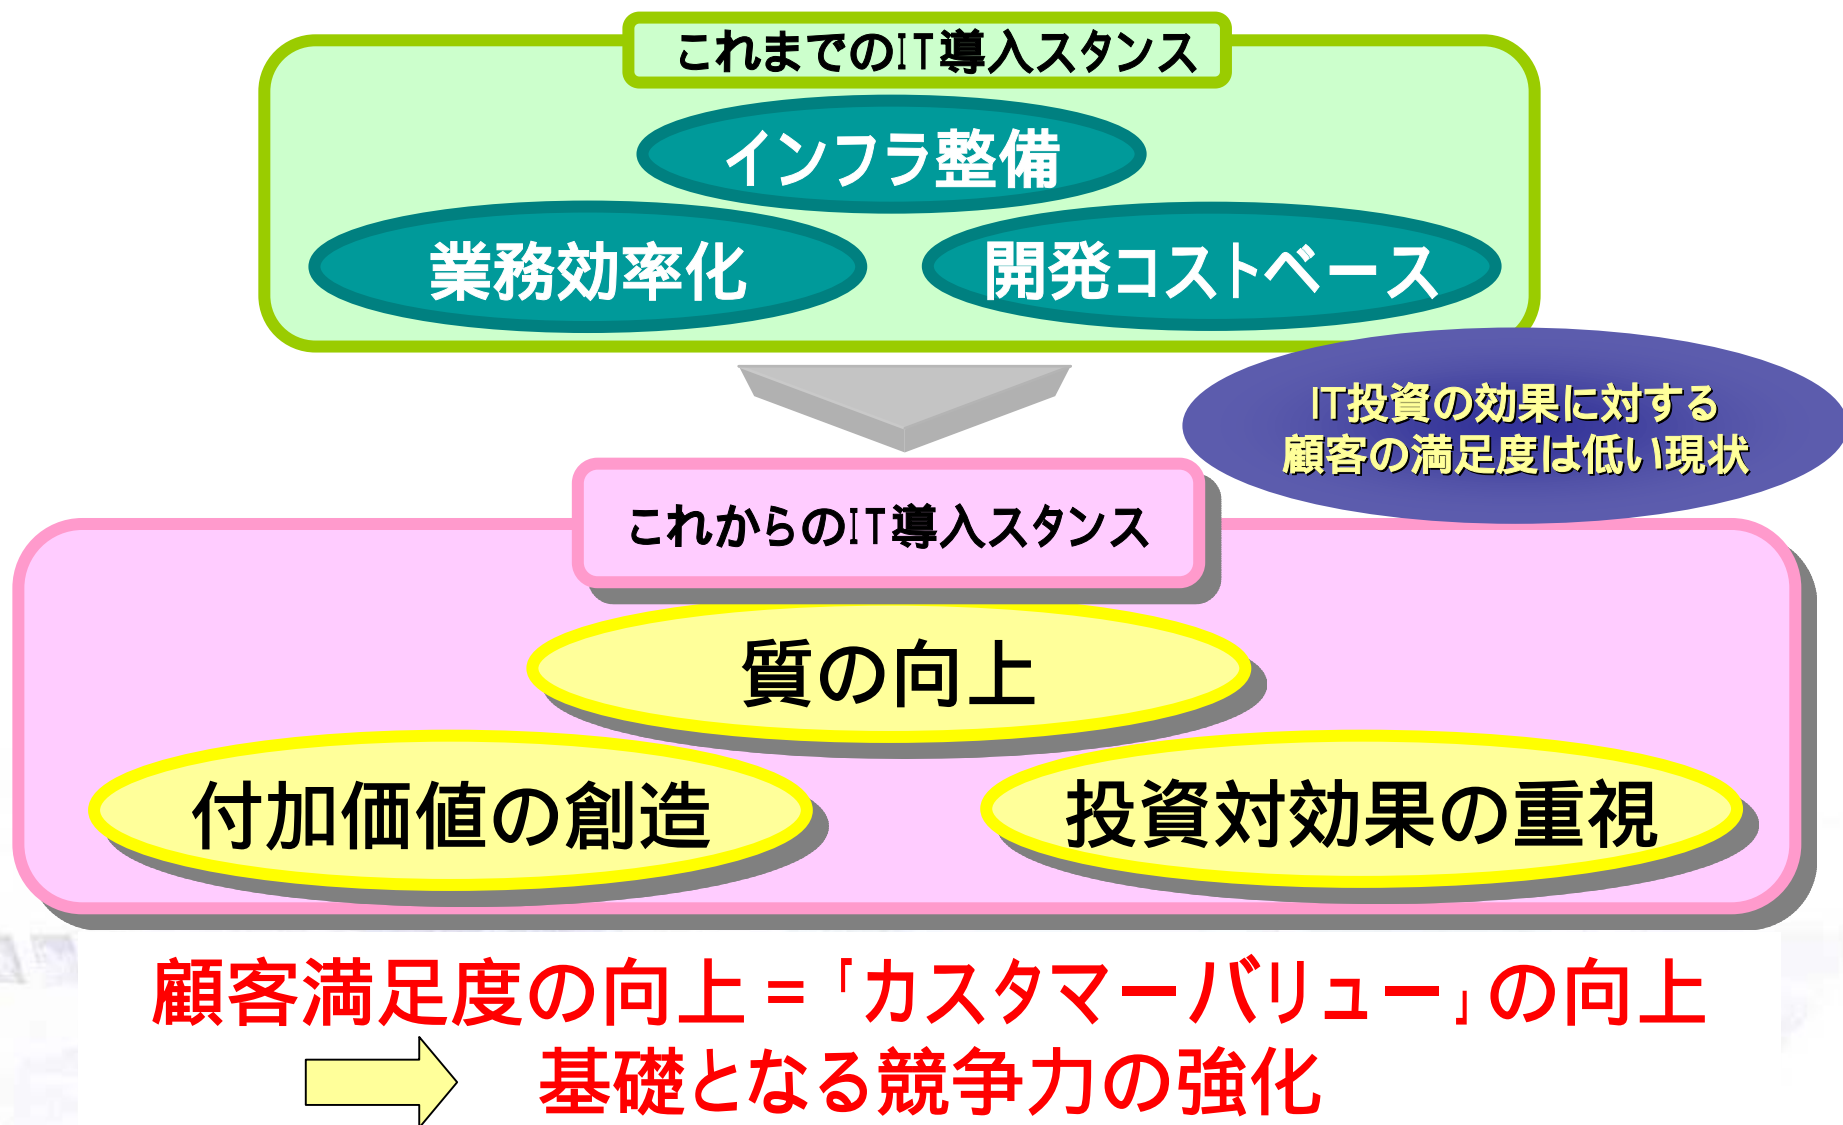 これまでのIT導入スタンス
インフラ整備
業務効率化
開発コストベース
IT投資の効果に対する
顧客の満足度は低い現状
これからのIT導入スタンス
質の向上
付加価値の創造
投資対効果の重視
顧客満足度の向上=「カスタマーバリュー」の向上
基礎となる競争力の強化